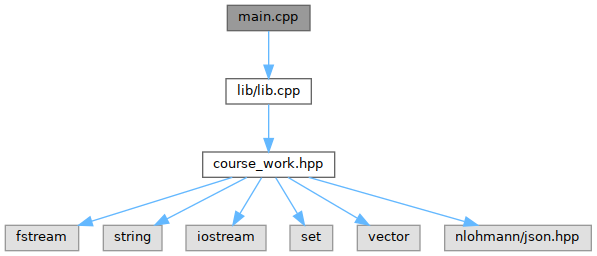 main.cpp
lib/lib.cpp
course_work.hpp
fstream
string
iostream
set
vector
nlohmann/json.hpp